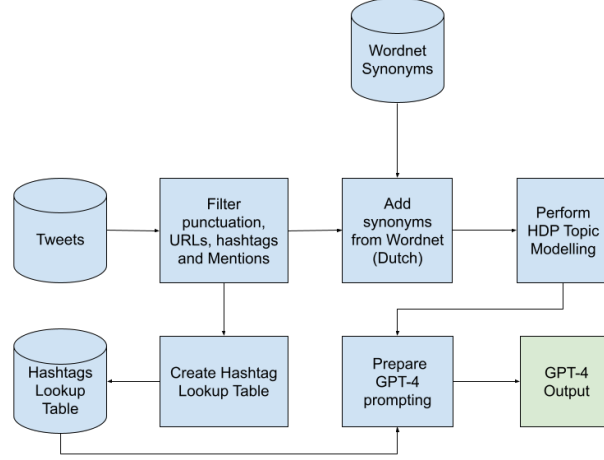 Wordnet
Synonyms
Tweets
Filter
punctuation,
URLs, hashtags
and Mentions
Add
synonyms
from Wordnet
(Dutch)
Perform
HDP Topic
Modelling
Hashtags
Lookup
Table
Create Hashtag
Lookup Table
Prepare
GPT-4
prompting
GPT-4
Output